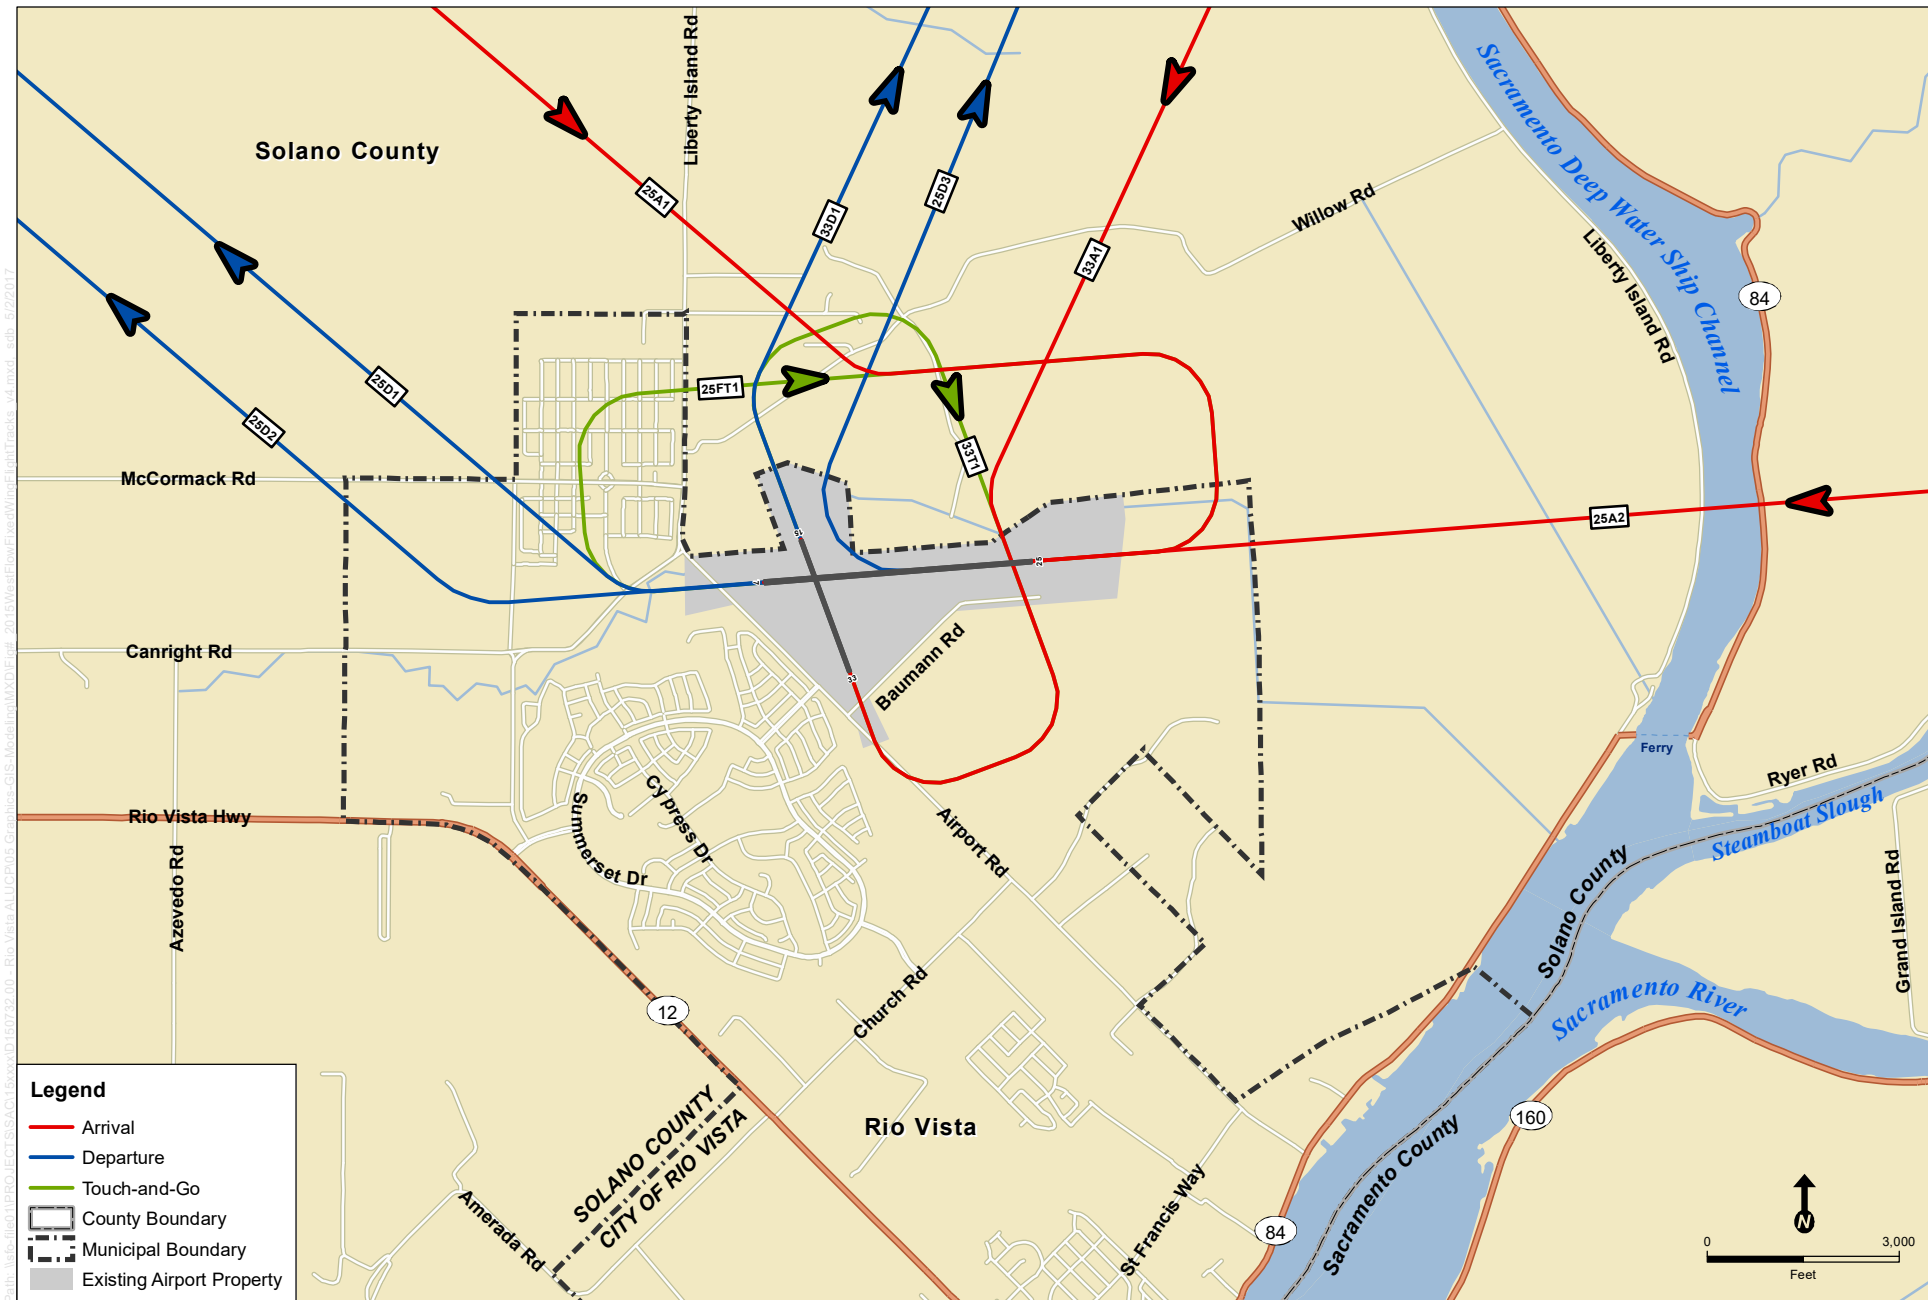 Solano County
Liberty Island Rd
25A1
33D1
25D3
33A1
Willow Rd
Sacramento Deep Water Ship Channel
Liberty Island Rd
84
25D1
25D2
25FT1
33T1
McCormack Rd
25A2
15
7
25
33
Canright Rd
Baumann Rd
Ferry
Ryer Rd
Steamboat Slough
Rio Vista Hwy
Azevedo Rd
Summerset Dr
Cypress Dr
Airport Rd
Solano County
Grand Island Rd
Sacramento River
12
Church Rd
Rio Vista
SOLANO COUNTY
CITY OF RIO VISTA
Amerada Rd
St Francis Way
84
160
Sacramento County
Legend
Arrival
Departure
Touch-and-Go
County Boundary
Municipal Boundary
Existing Airport Property
N
0 3,000
Feet